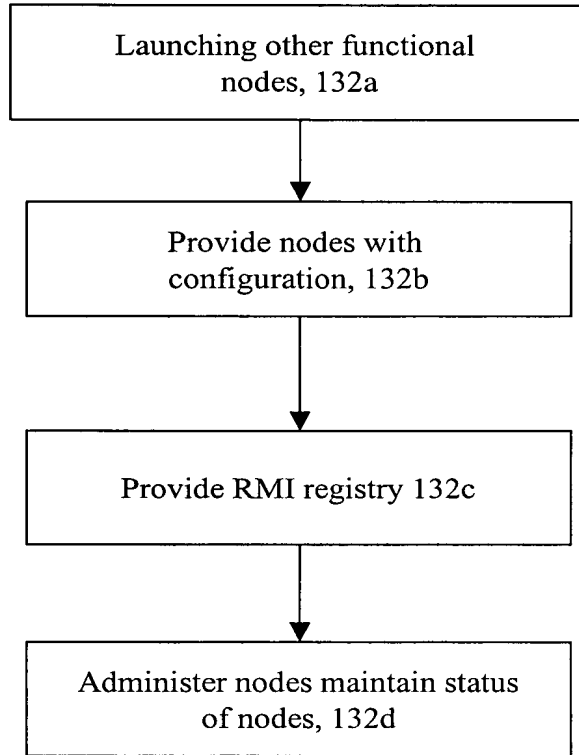 Launching other functional
nodes, 132a
Provide nodes with
configuration, 132b
Provide RMI registry 132c
Administer nodes maintain status
of nodes, 132d